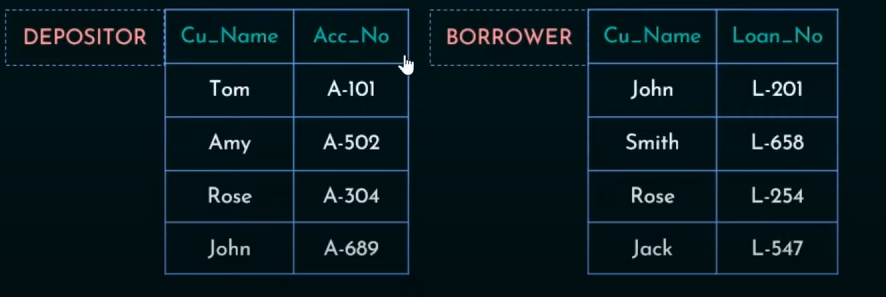 DEPOSITOR Cu_Name Acc_No BORROWER Cu_Name Loan_No
Tom A-101 John L-201
Amy A-502 Smith L-658
Rose A-304 Rose L-254
John A-689 Jack L-547